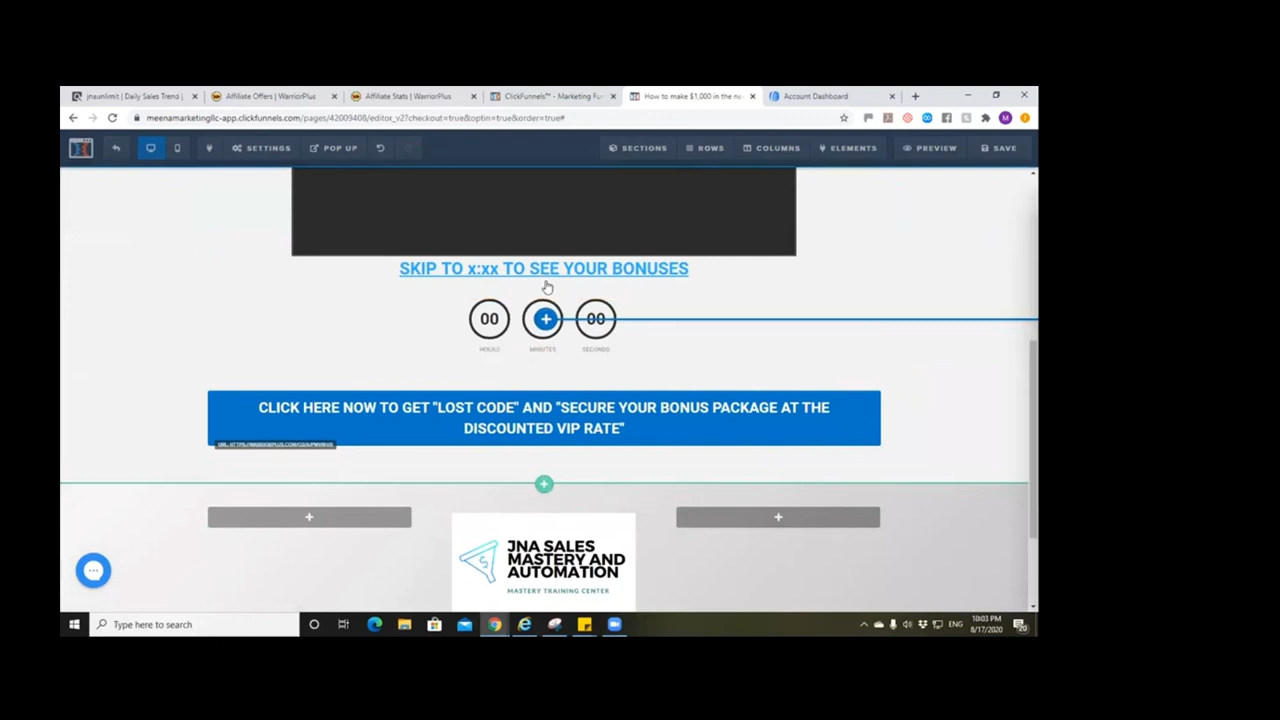 jnaunlimit | Daily Sales Trend |
Affiliate Offers | WarriorPlus
Affiliate Stats | WarriorPlus
ClickFunnels™ - Marketing Fu
How to make $1,000 in the ne
Account Dashboard
meenamarketingllc-app.clickfunnels.com/pages/42009408/editor_v2?checkout=true&optin=true&order=true#
M
SETTINGS
POP UP
SECTIONS
ROWS
COLUMNS
ELEMENTS
PREVIEW
SAVE
SKIP TO x:xx TO SEE YOUR BONUSES
00
00
HOURS
MINUTES
SECONDS
CLICK HERE NOW TO GET "LOST CODE" AND "SECURE YOUR BONUS PACKAGE AT THE
DISCOUNTED VIP RATE"
JNA SALES
MASTERY AND
AUTOMATION
MASTERY TRAINING CENTER
Type here to search
ENG
10:03 PM
8/17/2020
20